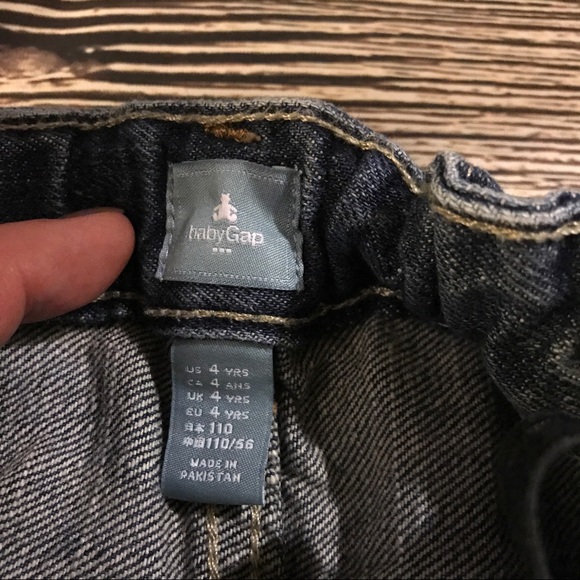 babyGap
US 4 YRS
CA 4 ANS
UK 4 YRS
EU 4 YRS
日本 110
中国 110/56
MADE IN
PAKISTAN